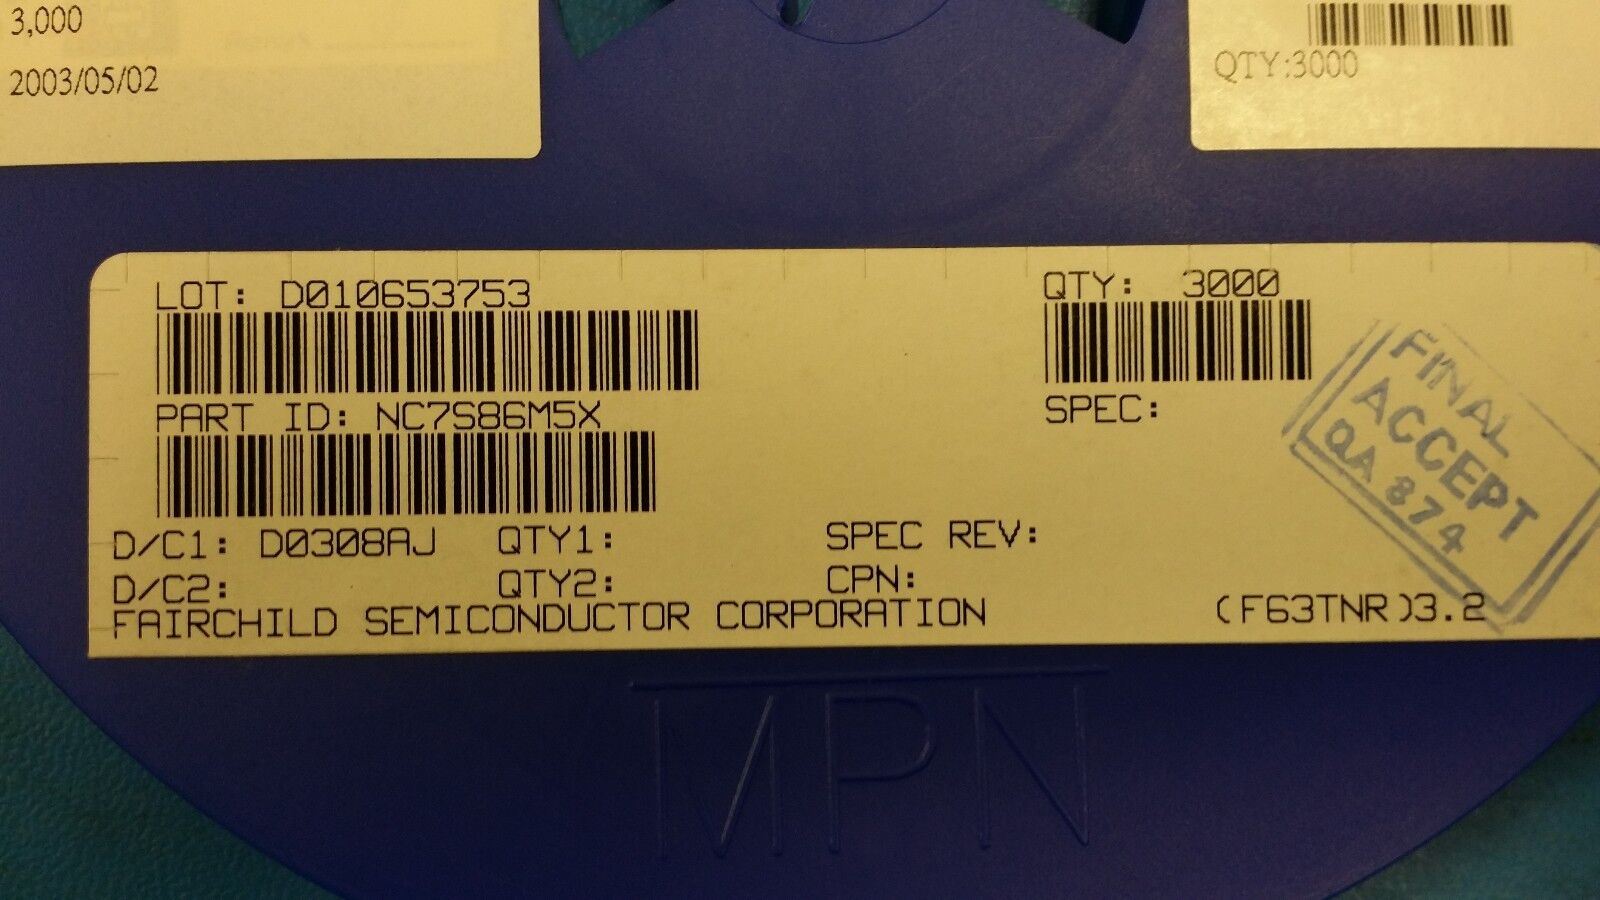 3,000
2003/05/02
QTY:3000
LOT: D010653753
QTY: 3000
PART ID: NC7S86M5X
SPEC:
FINAL
ACCEPT
QA 874
D/C1: D0308AJ QTY1: SPEC REV:
D/C2: QTY2: CPN:
FAIRCHILD SEMICONDUCTOR CORPORATION (F63TNR)3.2
MPN